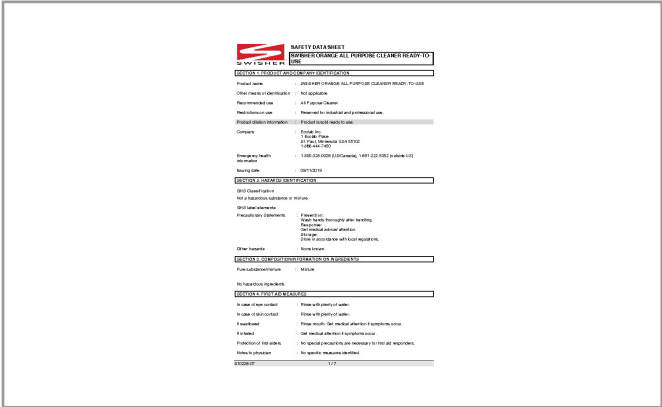 SWISHER
SAFETY DATA SHEET
SWISHER ORANGE ALL PURPOSE CLEANER READY-TO-
USE
SECTION 1. PRODUCT AND COMPANY IDENTIFICATION
Product name : SWISHER ORANGE ALL PURPOSE CLEANER READY-TO-USE
Other means of identification : Not applicable
Recommended use : All Purpose Cleaner
Restrictions on use : Reserved for industrial and professional use.
Product dilution information : Product is sold ready to use.
Company : Ecolab Inc.
1 Ecolab Place
St. Paul, Minnesota USA 55102
Emergency health : 1-800-328-0026 (US/Canada), 1-651-222-5352 (outside US)
information
Issuing date :
SECTION 2. HAZARDS IDENTIFICATION
GHS Classification
Not a hazardous substance or mixture.
GHS label elements
Precautionary Statements : Prevention:
Wash hands thoroughly after handling.
Response:
Get medical advice/ attention.
Storage:
Store in accordance with local regulations.
Other hazards : None known.
SECTION 3. COMPOSITION/INFORMATION ON INGREDIENTS
Pure substance/mixture : Mixture
No hazardous ingredients
SECTION 4. FIRST AID MEASURES
In case of eye contact : Rinse with plenty of water.
In case of skin contact : Rinse with plenty of water.
If swallowed : Rinse mouth. Get medical attention if symptoms occur.
If inhaled : Get medical attention if symptoms occur.
Protection of first-aiders : No special precautions are necessary for first aid responders.
Notes to physician : No specific measures identified.
1 / 7